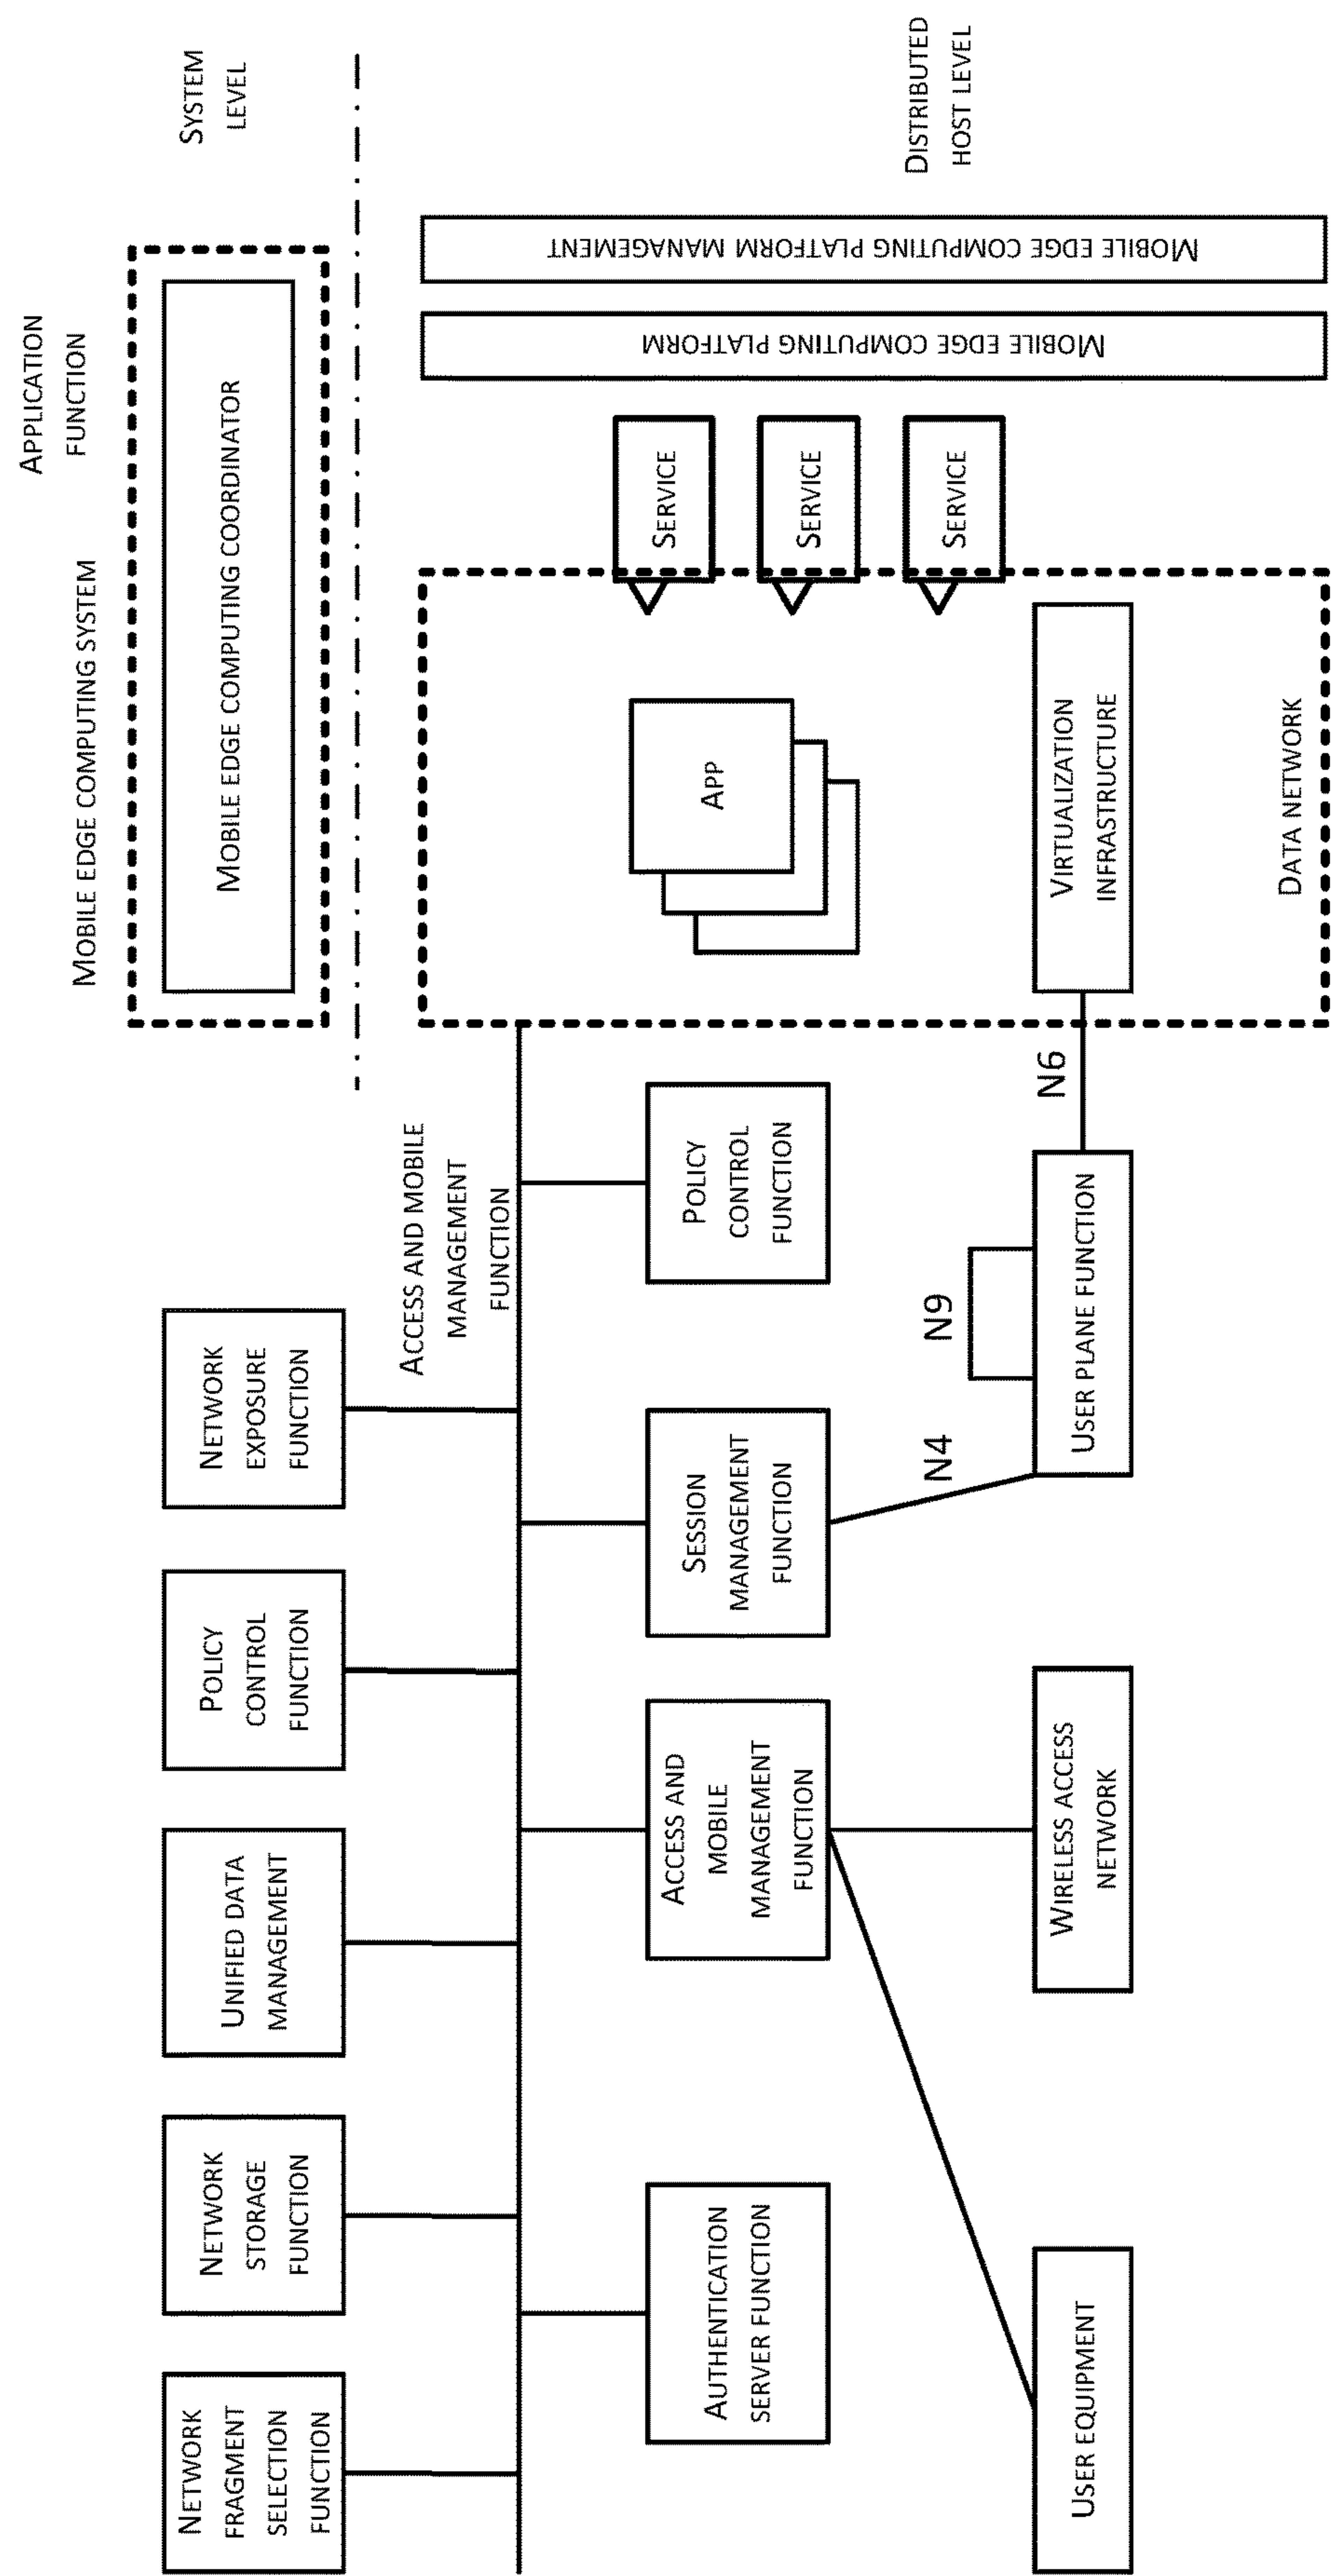 APPLICATION
FUNCTION
MOBILE EDGE COMPUTING SYSTEM
MOBILE EDGE COMPUTING COORDINATOR
SYSTEM
LEVEL
NETWORK
FRAGMENT
SELECTION
FUNCTION
NETWORK
STORAGE
FUNCTION
UNIFIED DATA
MANAGEMENT
POLICY
CONTROL
FUNCTION
NETWORK
EXPOSURE
FUNCTION
ACCESS AND MOBILE
MANAGEMENT
FUNCTION
AUTHENTICATION
SERVER FUNCTION
ACCESS AND
MOBILE
MANAGEMENT
FUNCTION
SESSION
MANAGEMENT
FUNCTION
POLICY
CONTROL
FUNCTION
APP
SERVICE
SERVICE
SERVICE
MOBILE EDGE COMPUTING PLATFORM
MOBILE EDGE COMPUTING PLATFORM MANAGEMENT
DISTRIBUTED
HOST LEVEL
N4
N9
N6
USER EQUIPMENT
WIRELESS ACCESS
NETWORK
USER PLANE FUNCTION
VIRTUALIZATION
INFRASTRUCTURE
DATA NETWORK